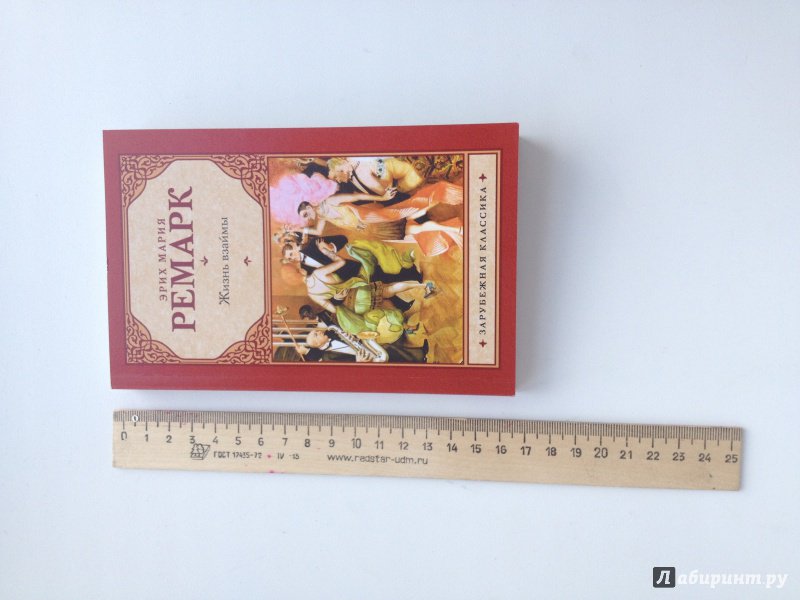 ЭРИХ МАРИЯ
РЕМАРК
Жизнь взаймы
ЗАРУБЕЖНАЯ КЛАССИКА
0 1 2 3 4 5 6 7 8 9 10 11 12 13 14 15 16 17 18 19 20 21 22 23 24 25
ГОСТ 17435-72 IV -13
www.radstar-udm.ru
Лабиринт.ру